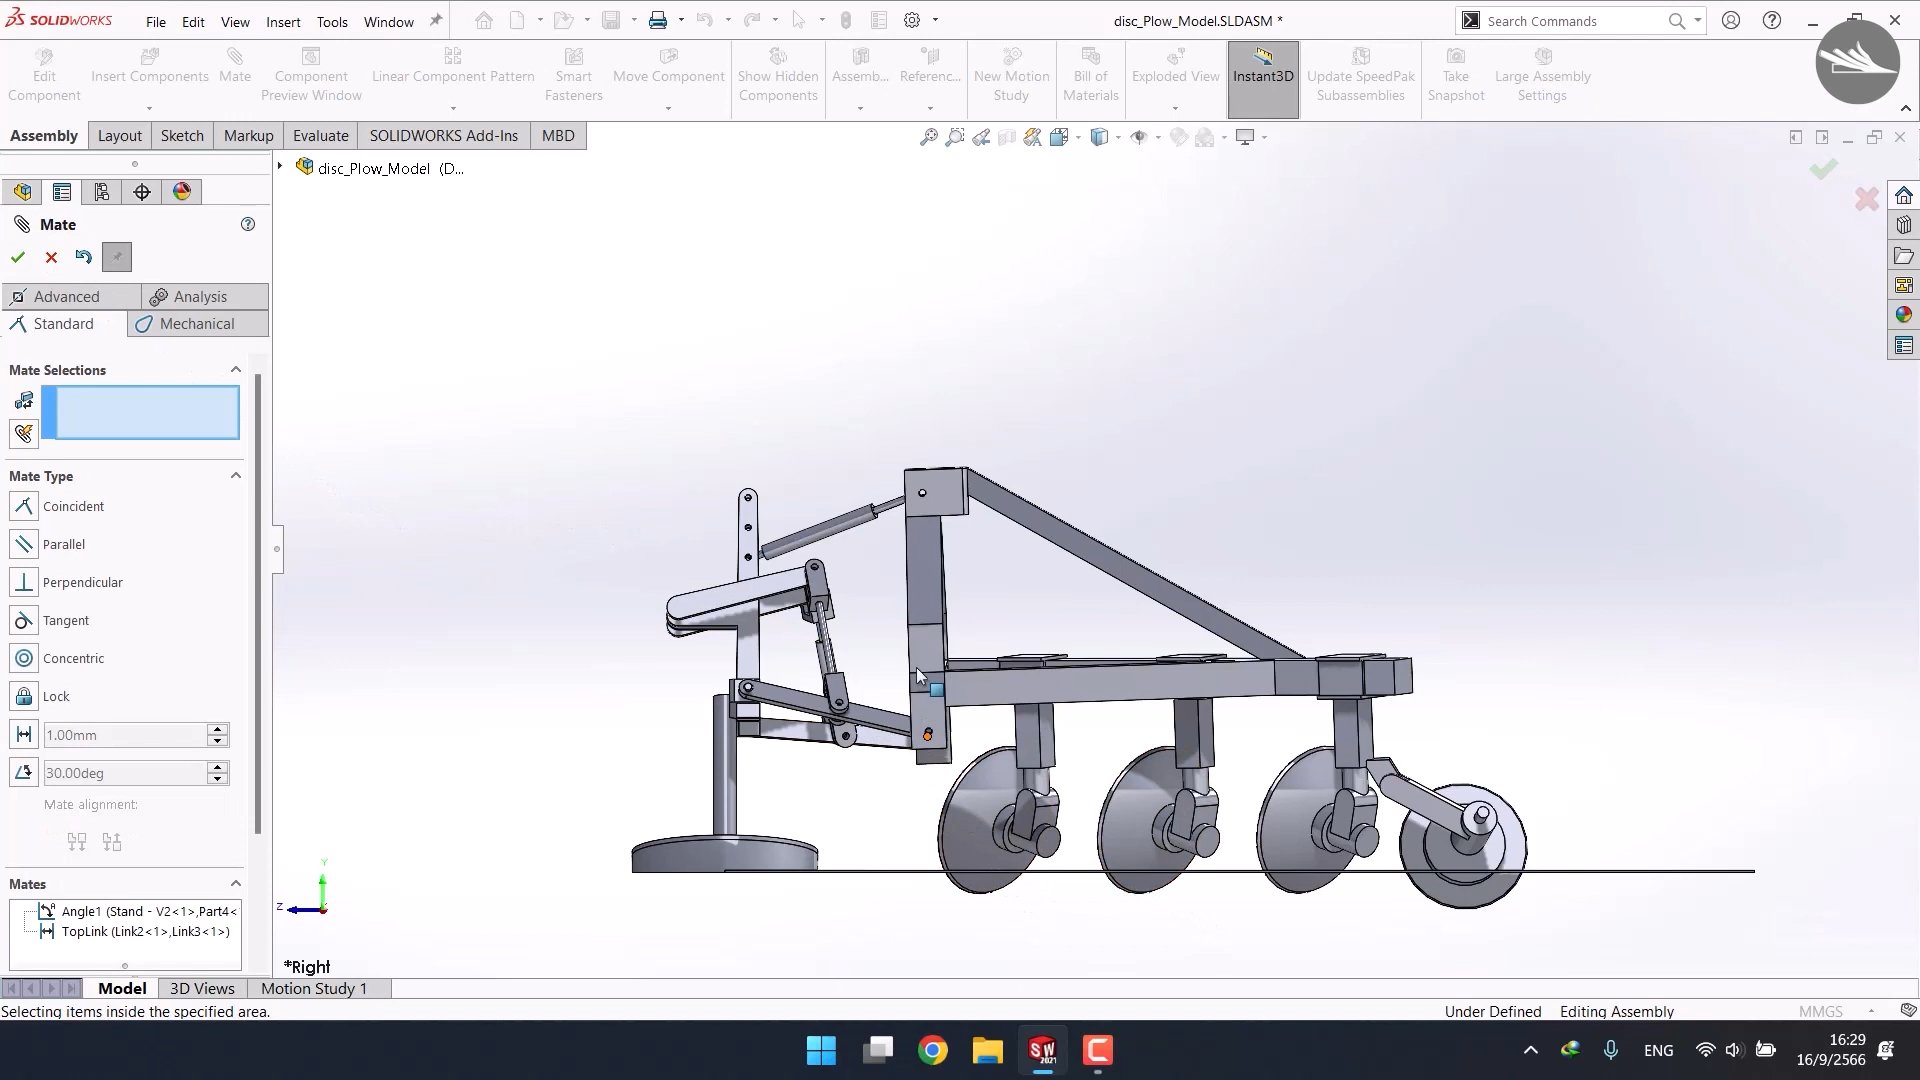 SOLIDWORKS File Edit View Insert Tools Window disc_Plow_Model.SLDASM * Search Commands
Edit Component Insert Components Mate Component Preview Window Linear Component Pattern Smart Fasteners Move Component Show Hidden Components Assemb... Referenc... New Motion Study Bill of Materials Exploded View Instant3D Update SpeedPak Subassemblies Take Snapshot Large Assembly Settings
Assembly Layout Sketch Markup Evaluate SOLIDWORKS Add-Ins MBD
disc_Plow_Model (D...
Mate
Advanced Analysis
Standard Mechanical
Mate Selections
Mate Type
Coincident
Parallel
Perpendicular
Tangent
Concentric
Lock
1.00mm
30.00deg
Mate alignment:
Mates
Angle1 (Stand - V2<1>,Part4<
TopLink (Link2<1>,Link3<1>)
Y
Z
*Right
Model 3D Views Motion Study 1
Selecting items inside the specified area. Under Defined Editing Assembly MMGS
SW 2021
ENG
16:29
16/9/2566